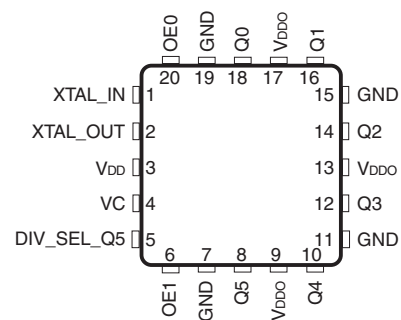 OE0 GND Q0 VDDO Q1
20 19 18 17 16
XTAL_IN 1 15 GND
XTAL_OUT 2 14 Q2
VDD 3 13 VDDO
VC 4 12 Q3
DIV_SEL_Q5 5 11 GND
6 7 8 9 10
OE1 GND Q5 VDDO Q4